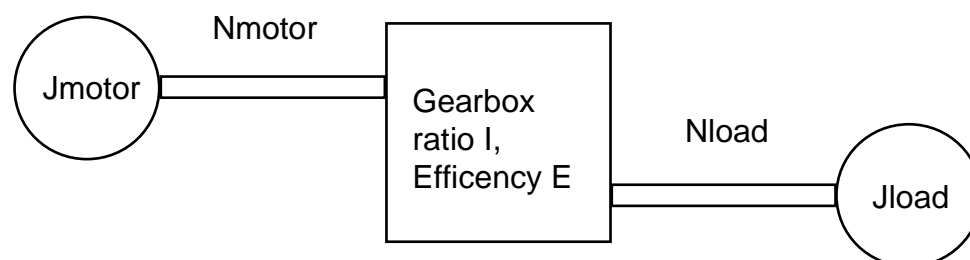 Nmotor
Jmotor
Gearbox
ratio I,
Efficency E
Nload
Jload